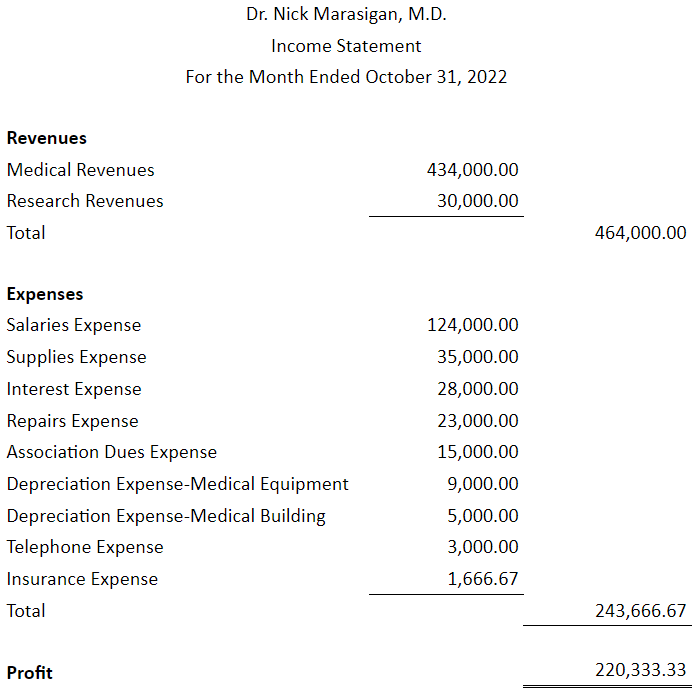 Dr. Nick Marasigan, M.D.
Income Statement
For the Month Ended October 31, 2022
Revenues
Medical Revenues 434,000.00
Research Revenues 30,000.00
Total 464,000.00
Expenses
Salaries Expense 124,000.00
Supplies Expense 35,000.00
Interest Expense 28,000.00
Repairs Expense 23,000.00
Association Dues Expense 15,000.00
Depreciation Expense-Medical Equipment 9,000.00
Depreciation Expense-Medical Building 5,000.00
Telephone Expense 3,000.00
Insurance Expense 1,666.67
Total 243,666.67
Profit 220,333.33